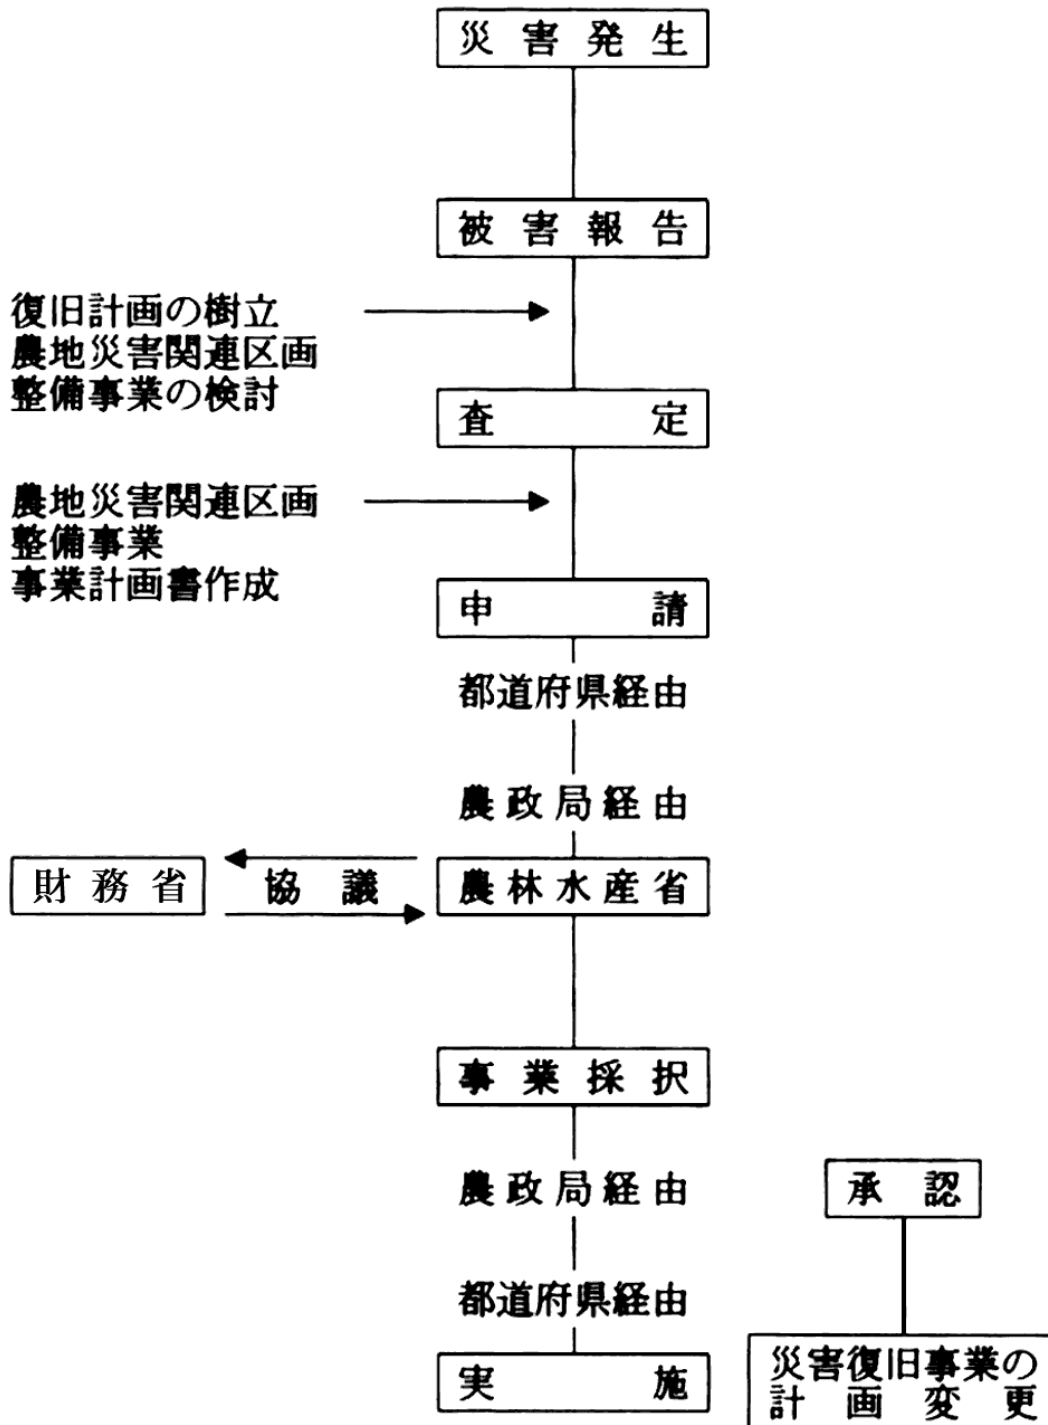 災害発生
被害報告
復旧計画の樹立
農地災害関連区画
整備事業の検討
査定
農地災害関連区画
整備事業
事業計画書作成
申請
都道府県経由
農政局経由
財務省
協議
農林水産省
事業採択
農政局経由
承認
都道府県経由
実施
災害復旧事業の
計画変更